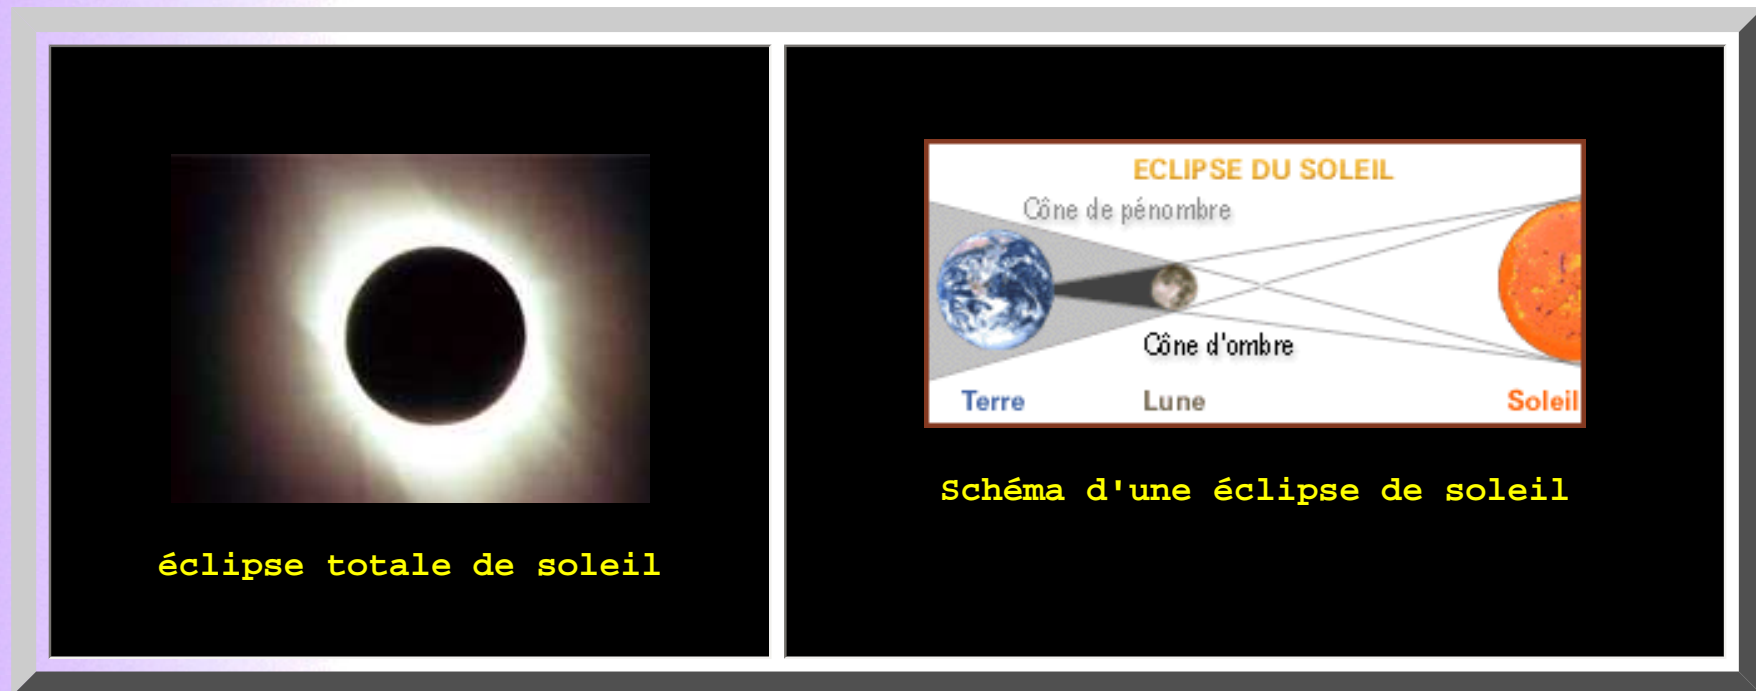 éclipse totale de soleil
ECLIPSE DU SOLEIL
Cône de pénombre
Cône d'ombre
Terre Lune Soleil
Schéma d'une éclipse de soleil